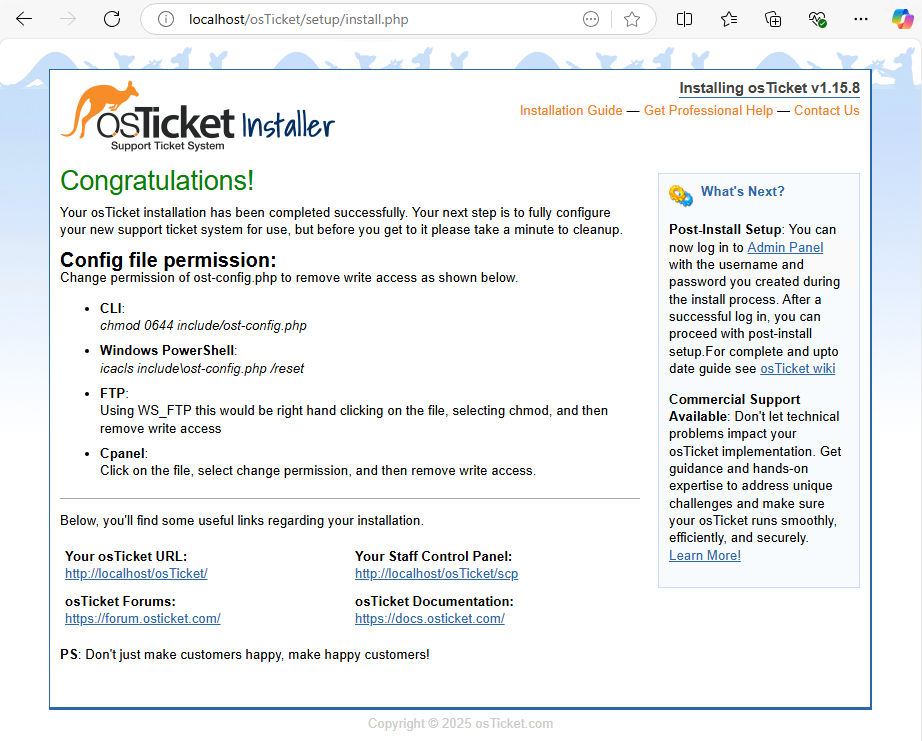 localhost/osTicket/setup/install.php
osTicket Installer
Support Ticket System
Installing osTicket v1.15.8
Installation Guide — Get Professional Help — Contact Us
Congratulations!
Your osTicket installation has been completed successfully. Your next step is to fully configure
your new support ticket system for use, but before you get to it please take a minute to cleanup.
Config file permission:
Change permission of ost-config.php to remove write access as shown below.
• CLI:
chmod 0644 include/ost-config.php
• Windows PowerShell:
icacls include\ost-config.php /reset
• FTP:
Using WS_FTP this would be right hand clicking on the file, selecting chmod, and then
remove write access
• Cpanel:
Click on the file, select change permission, and then remove write access.
Below, you'll find some useful links regarding your installation.
Your osTicket URL:
http://localhost/osTicket/
Your Staff Control Panel:
http://localhost/osTicket/scp
osTicket Forums:
https://forum.osticket.com/
osTicket Documentation:
https://docs.osticket.com/
PS: Don't just make customers happy, make happy customers!
What's Next?
Post-Install Setup: You can
now log in to Admin Panel
with the username and
password you created during
the install process. After a
successful log in, you can
proceed with post-install
setup.For complete and upto
date guide see osTicket wiki
Commercial Support
Available: Don't let technical
problems impact your
osTicket implementation. Get
guidance and hands-on
expertise to address unique
challenges and make sure
your osTicket runs smoothly,
efficiently, and securely.
Learn More!
Copyright © 2025 osTicket.com